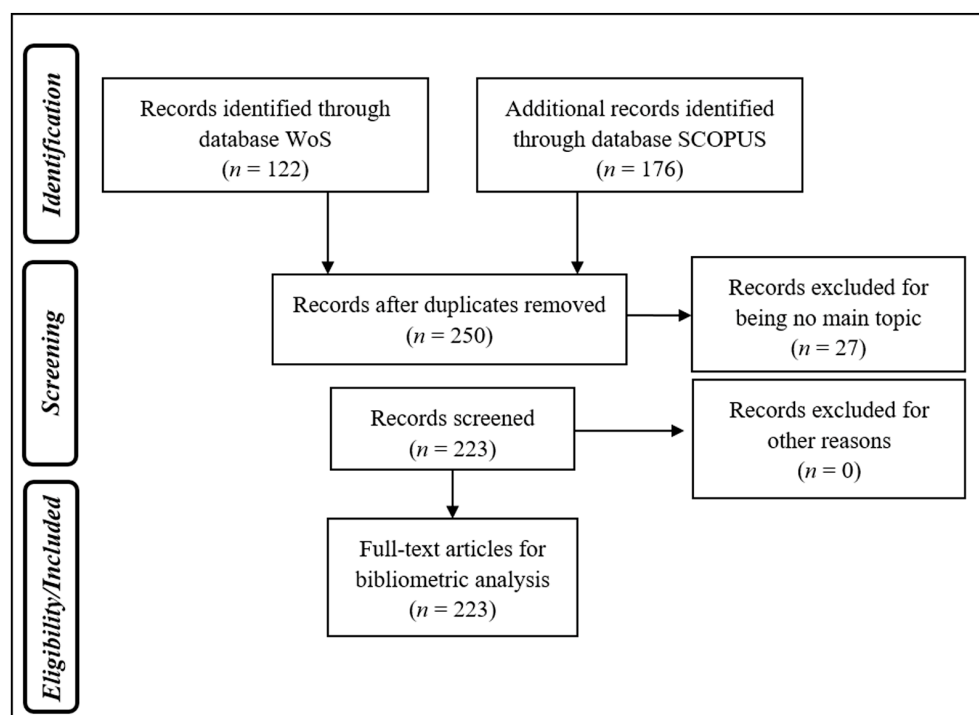 Identification
Records identified through
database WoS
(n = 122)
Additional records identified
through database SCOPUS
(n = 176)
Screening
Records after duplicates removed
(n = 250)
Records excluded for
being no main topic
(n = 27)
Records screened
(n = 223)
Records excluded for
other reasons
(n = 0)
Eligibility/Included
Full-text articles for
bibliometric analysis
(n = 223)